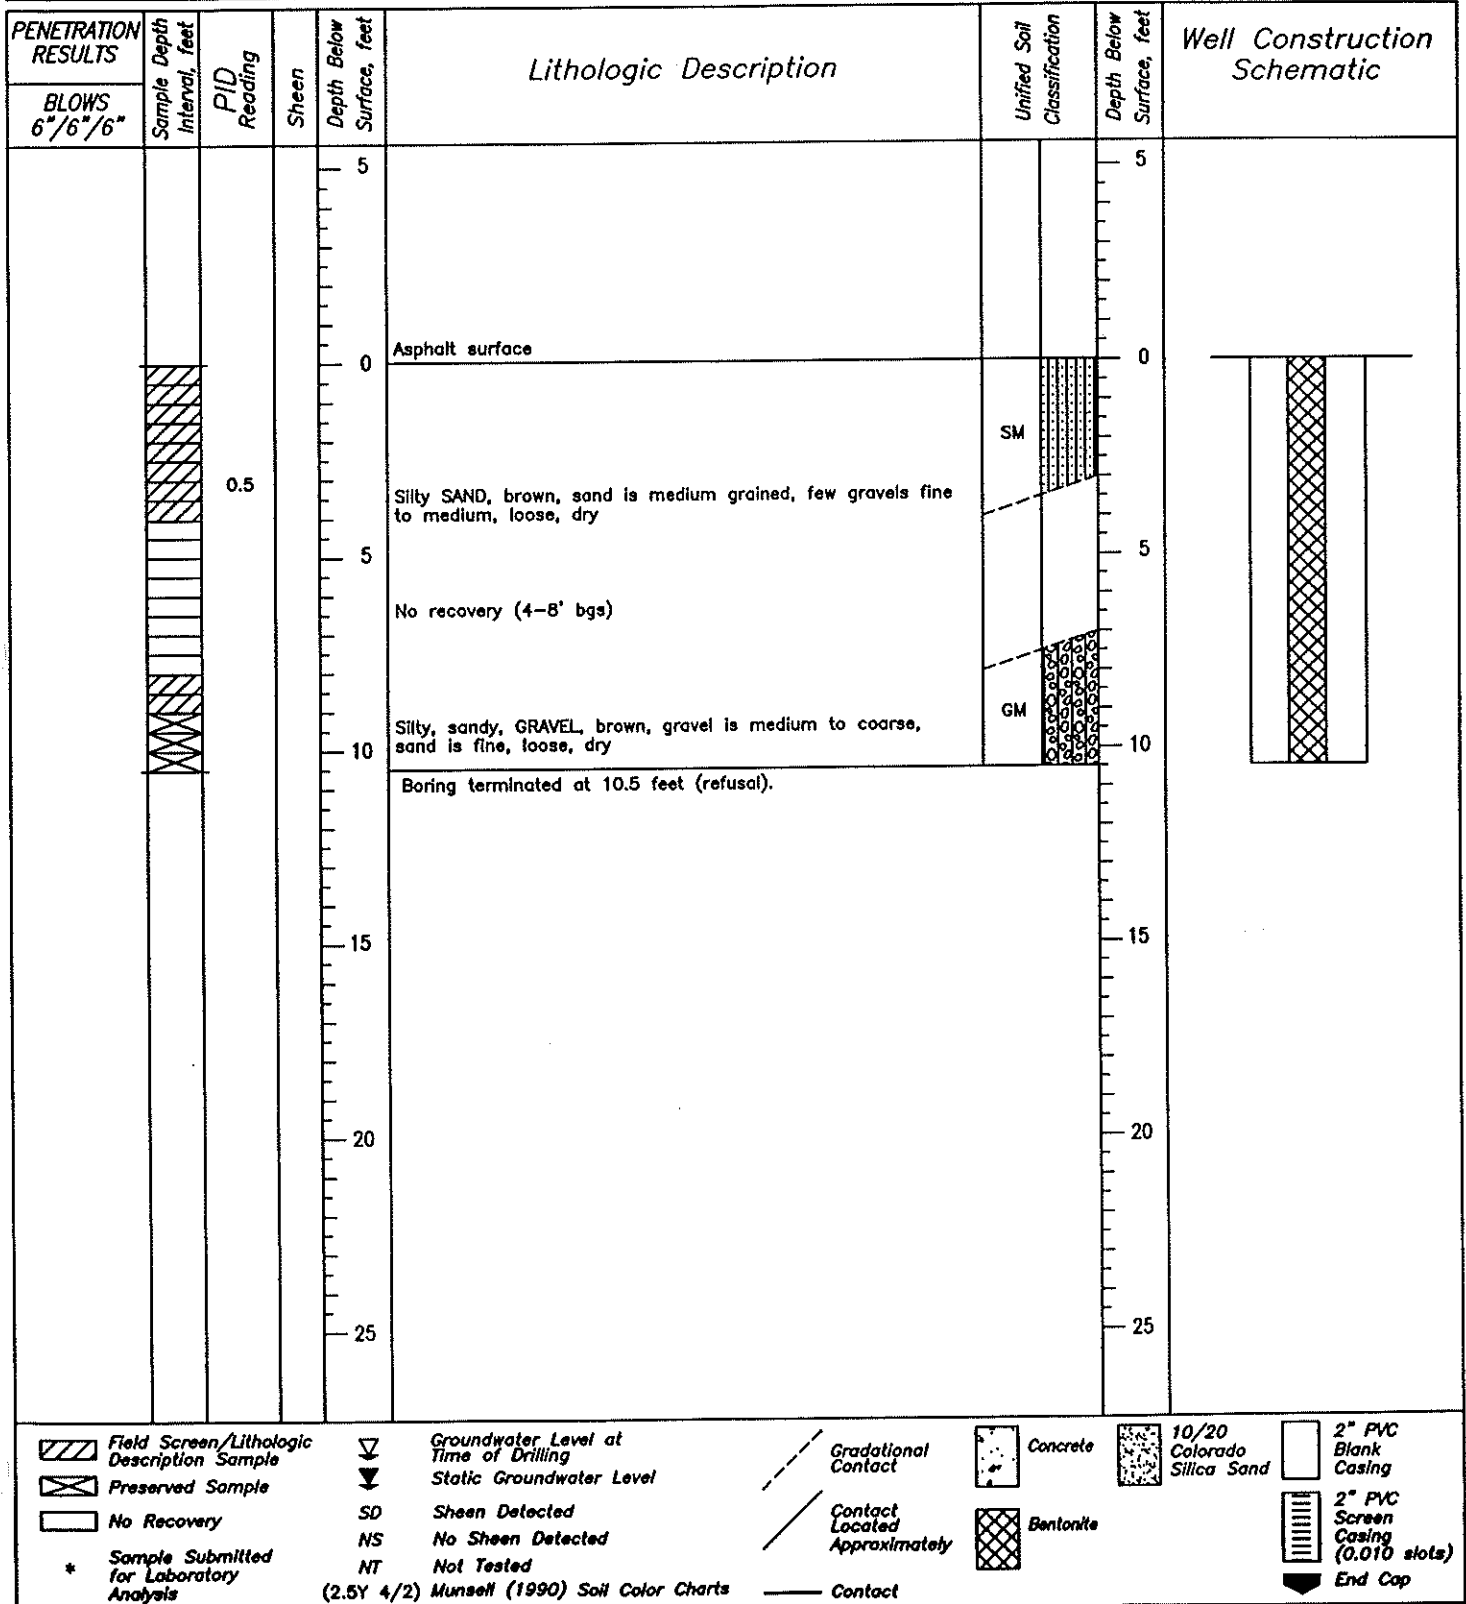 PENETRATION
RESULTS
BLOWS
6"/6"/6"
Sample Depth
Interval, feet
PID
Reading
Sheen
Depth Below
Surface, feet
Lithologic Description
Unified Soil
Classification
Depth Below
Surface, feet
Well Construction
Schematic
5
5
Asphalt surface
0
0
SM
0.5
Silty SAND, brown, sand is medium grained, few gravels fine
to medium, loose, dry
5
5
No recovery (4-8' bgs)
GM
Silty, sandy, GRAVEL, brown, gravel is medium to coarse,
sand is fine, loose, dry
10
10
Boring terminated at 10.5 feet (refusal).
15
15
20
20
25
25
Field Screen/Lithologic
Description Sample
Preserved Sample
No Recovery
* Sample Submitted
for Laboratory
Analysis
Groundwater Level at
Time of Drilling
Static Groundwater Level
SD Sheen Detected
NS No Sheen Detected
NT Not Tested
(2.5Y 4/2) Munsell (1990) Soil Color Charts
Gradational
Contact
Contact
Located
Approximately
Contact
Concrete
Bentonite
10/20
Colorado
Silica Sand
2" PVC
Blank
Casing
2" PVC
Screen
Casing
(0.010 slots)
End Cap